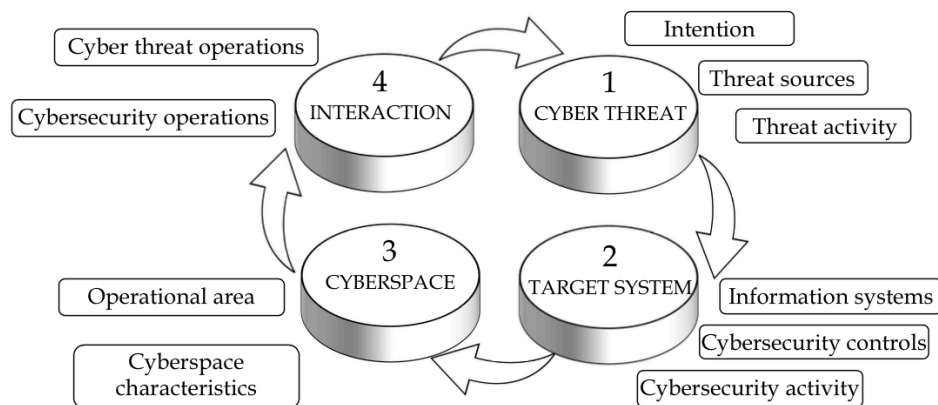 Cyber threat operations
Cybersecurity operations
4
INTERACTION
1
CYBER THREAT
Intention
Threat sources
Threat activity
3
CYBERSPACE
Operational area
Cyberspace
characteristics
2
TARGET SYSTEM
Information systems
Cybersecurity controls
Cybersecurity activity